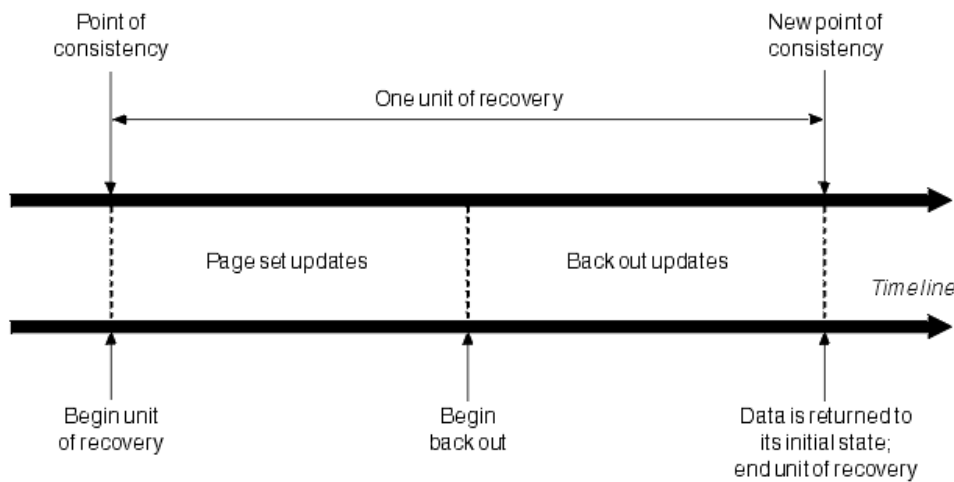 Point of
consistency
New point of
consistency
One unit of recovery
Page set updates
Back out updates
Timeline
Begin unit
of recovery
Begin
back out
Data is returned to
its initial state;
end unit of recovery